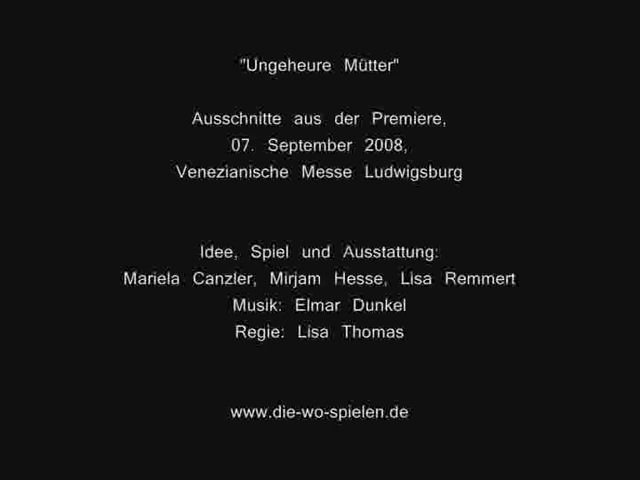 "Ungeheure Mütter"
Ausschnitte aus der Premiere,
07. September 2008,
Venezianische Messe Ludwigsburg
Idee, Spiel und Ausstattung:
Mariela Canzler, Mirjam Hesse, Lisa Remmert
Musik: Elmar Dunkel
Regie: Lisa Thomas
www.die-wo-spielen.de